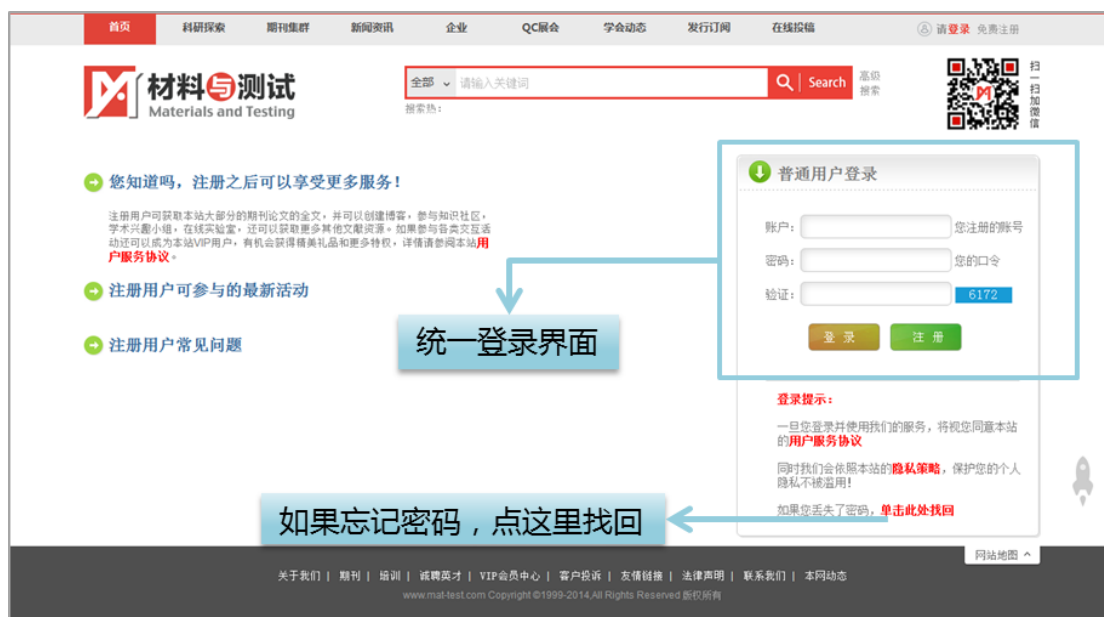 首页 科研探索 期刊集群 新闻资讯 企业 QC展会 学会动态 发行订阅 在线投稿 请登录 免费注册
材料与测试
Materials and Testing
全部 请输入关键词 Search 高级搜索
搜索热：
扫一扫加微信
您知道吗，注册之后可以享受更多服务！
注册用户可获取本站大部分的期刊论文的全文，并可以创建博客，参与知识社区，
学术兴趣小组，在线实验室，还可以获取更多其他文献资源。如果参与各类交互活
动还可以成为本站VIP用户，有机会获得精美礼品和更多特权，详情请参阅本站用
户服务协议。
注册用户可参与的最新活动
注册用户常见问题
统一登录界面
普通用户登录
账户： 您注册的账号
密码： 您的口令
验证： 6172
登 录 注 册
登录提示：
一旦您登录并使用我们的服务，将视您同意本站
的用户服务协议
同时我们会依照本站的隐私策略，保护您的个人
隐私不被滥用！
如果您丢失了密码，单击此处找回
如果忘记密码，点这里找回
网站地图
关于我们 | 期刊 | 培训 | 诚聘英才 | VIP会员中心 | 客户投诉 | 友情链接 | 法律声明 | 联系我们 | 本网动态
www.mat-test.com Copyright ©1999-2014,All Rights Reserved 版权所有